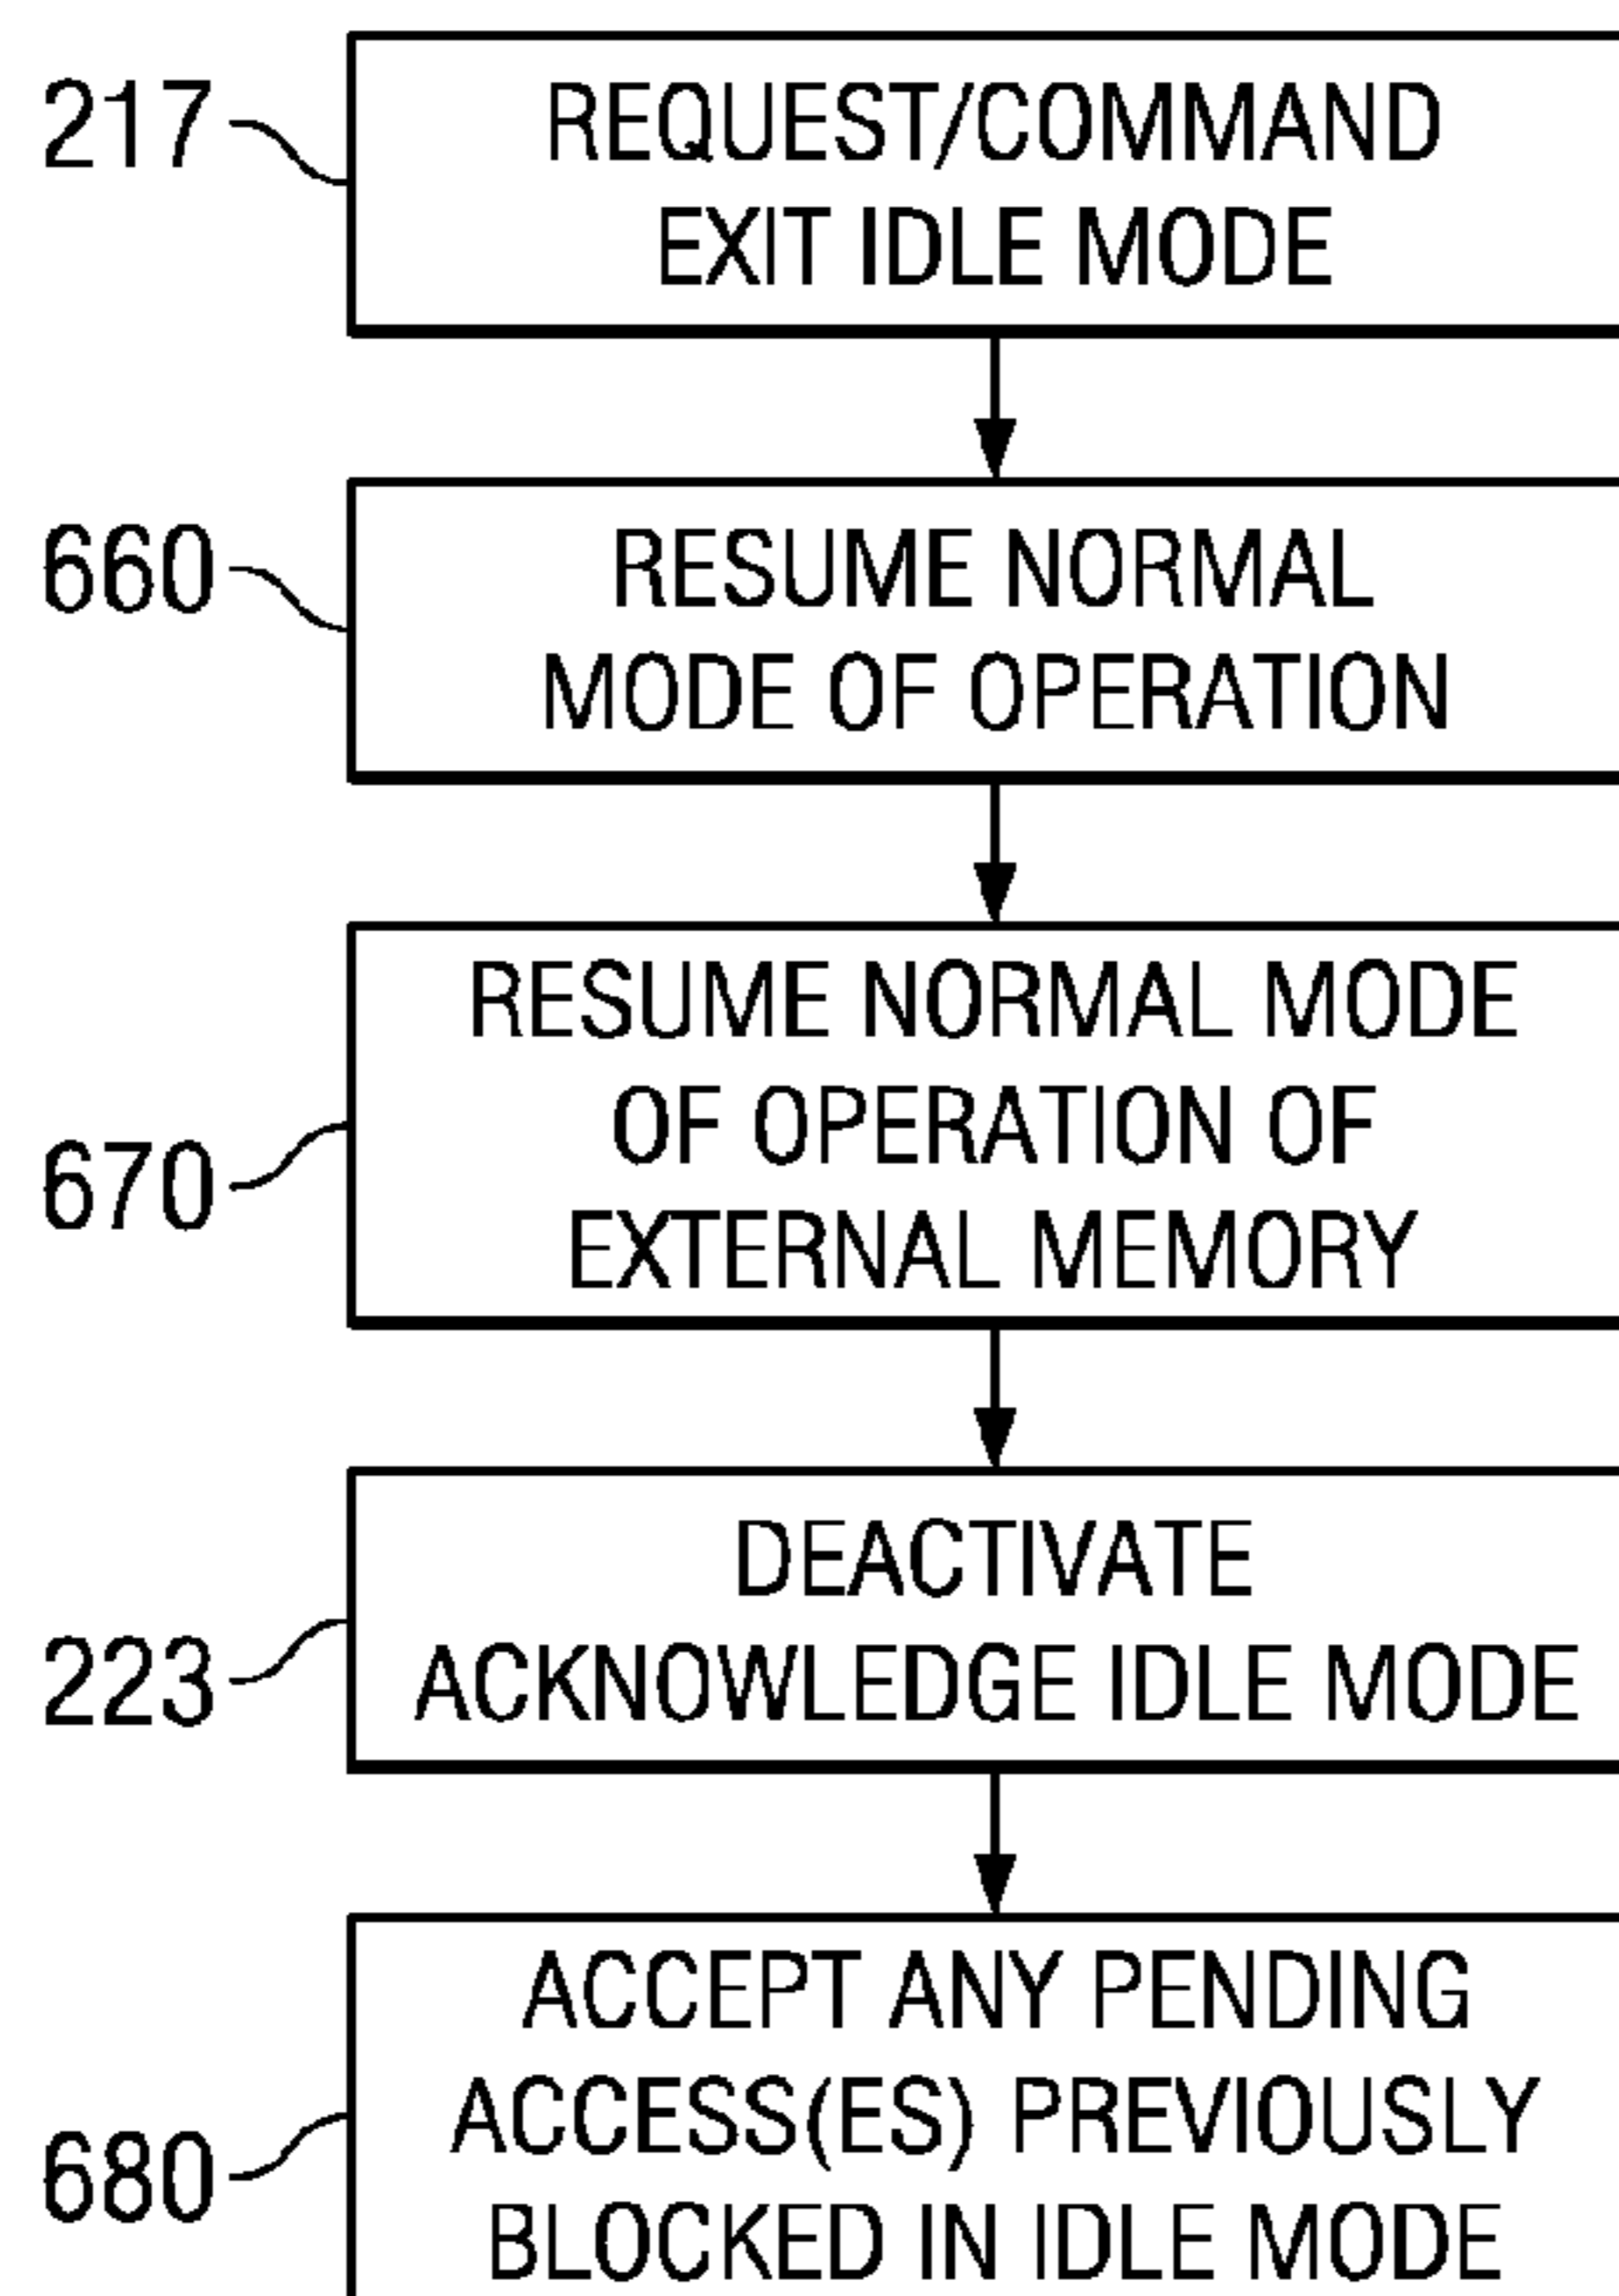 217
REQUEST/COMMAND
EXIT IDLE MODE
660
RESUME NORMAL
MODE OF OPERATION
RESUME NORMAL MODE
OF OPERATION OF
EXTERNAL MEMORY
670
DEACTIVATE
ACKNOWLEDGE IDLE MODE
223
ACCEPT ANY PENDING
ACCESS(ES) PREVIOUSLY
BLOCKED IN IDLE MODE
680